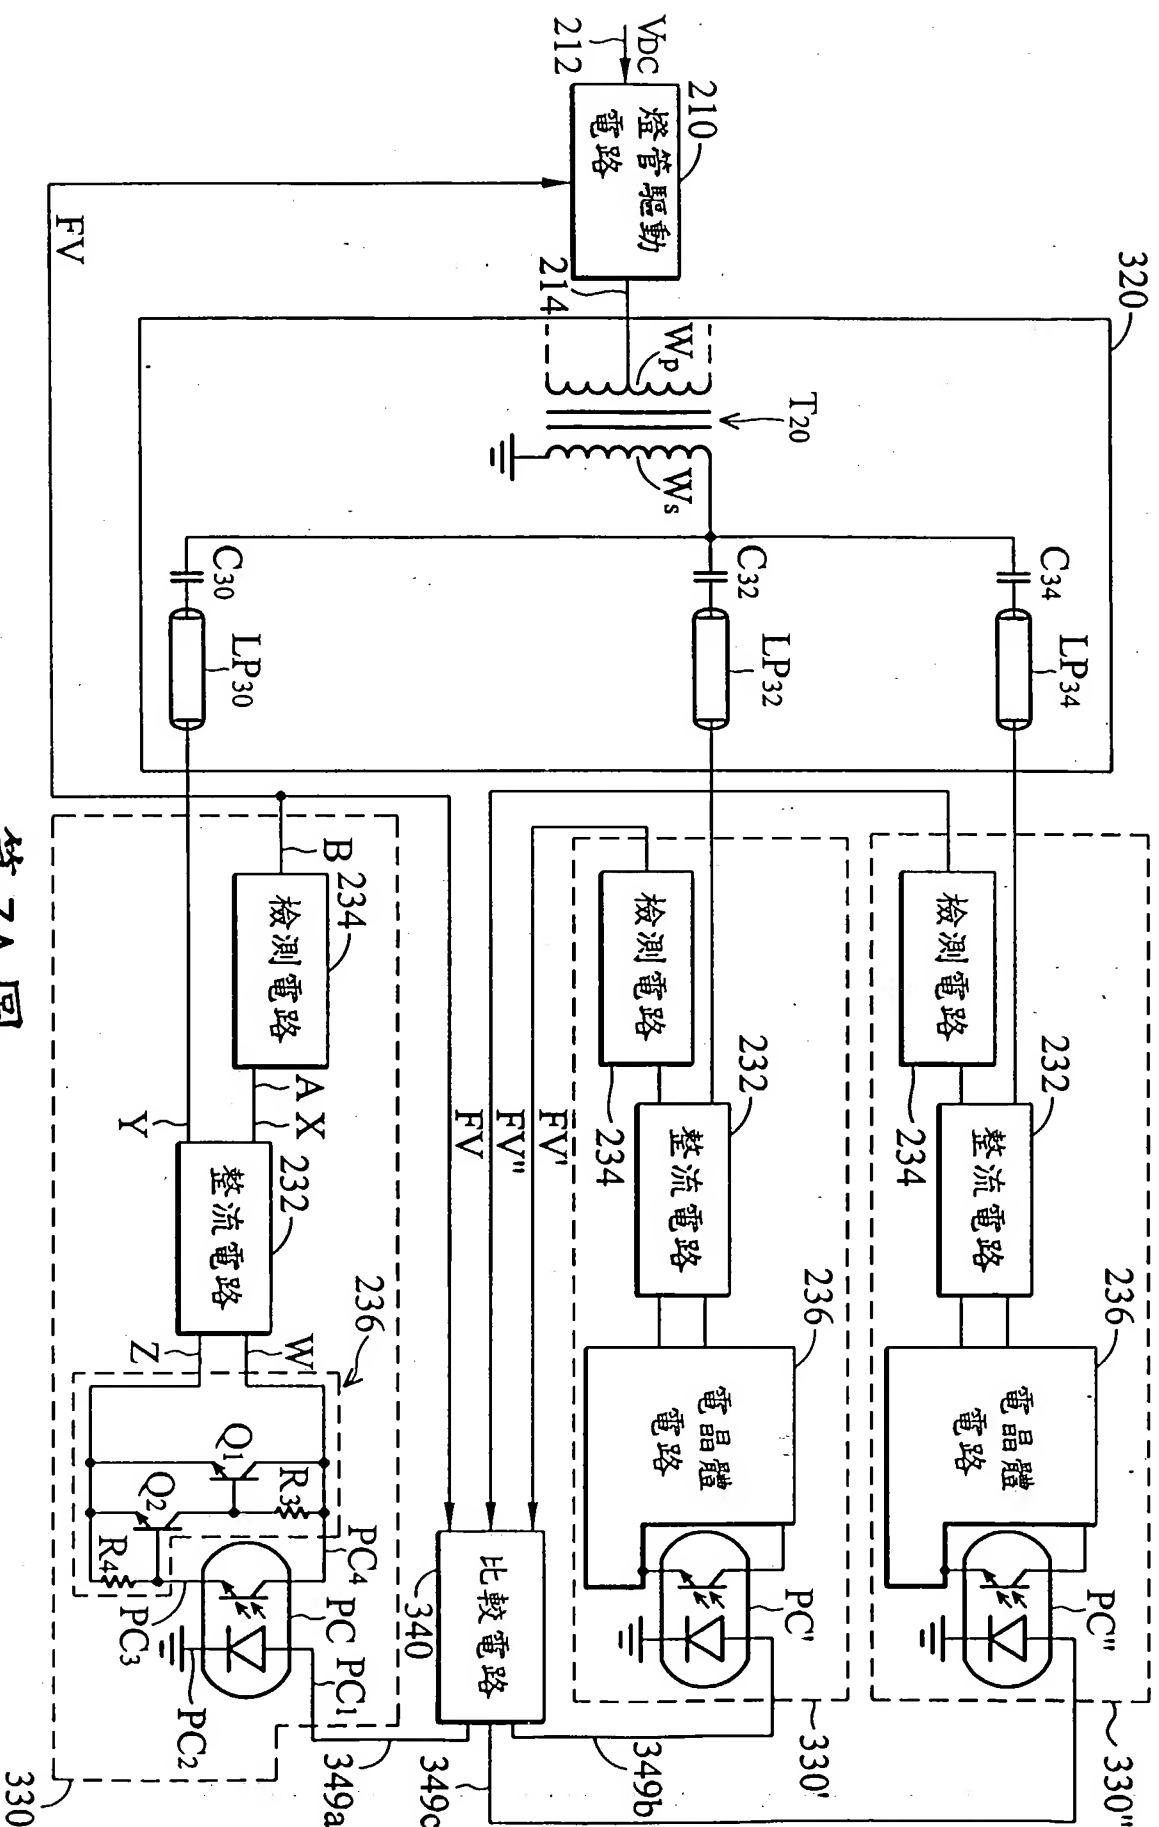 320
330"
236
232
C34
LP34
檢測電路
整流電路
電晶體
電路
PC"
234
T20
210
VDC
212
燈管驅動
電路
214
Wp
Ws
C32
LP32
236
232
檢測電路
整流電路
電晶體
電路
PC'
234
330'
FV'
FV"
FV
比較電路
340
349b
349c
349a
C30
LP30
B
234
檢測電路
A
X
Y
232
整流電路
W
Z
236
Q1
R3
Q2
R4
PC4
PC
PC1
PC3
PC2
330
FV
第7A圖